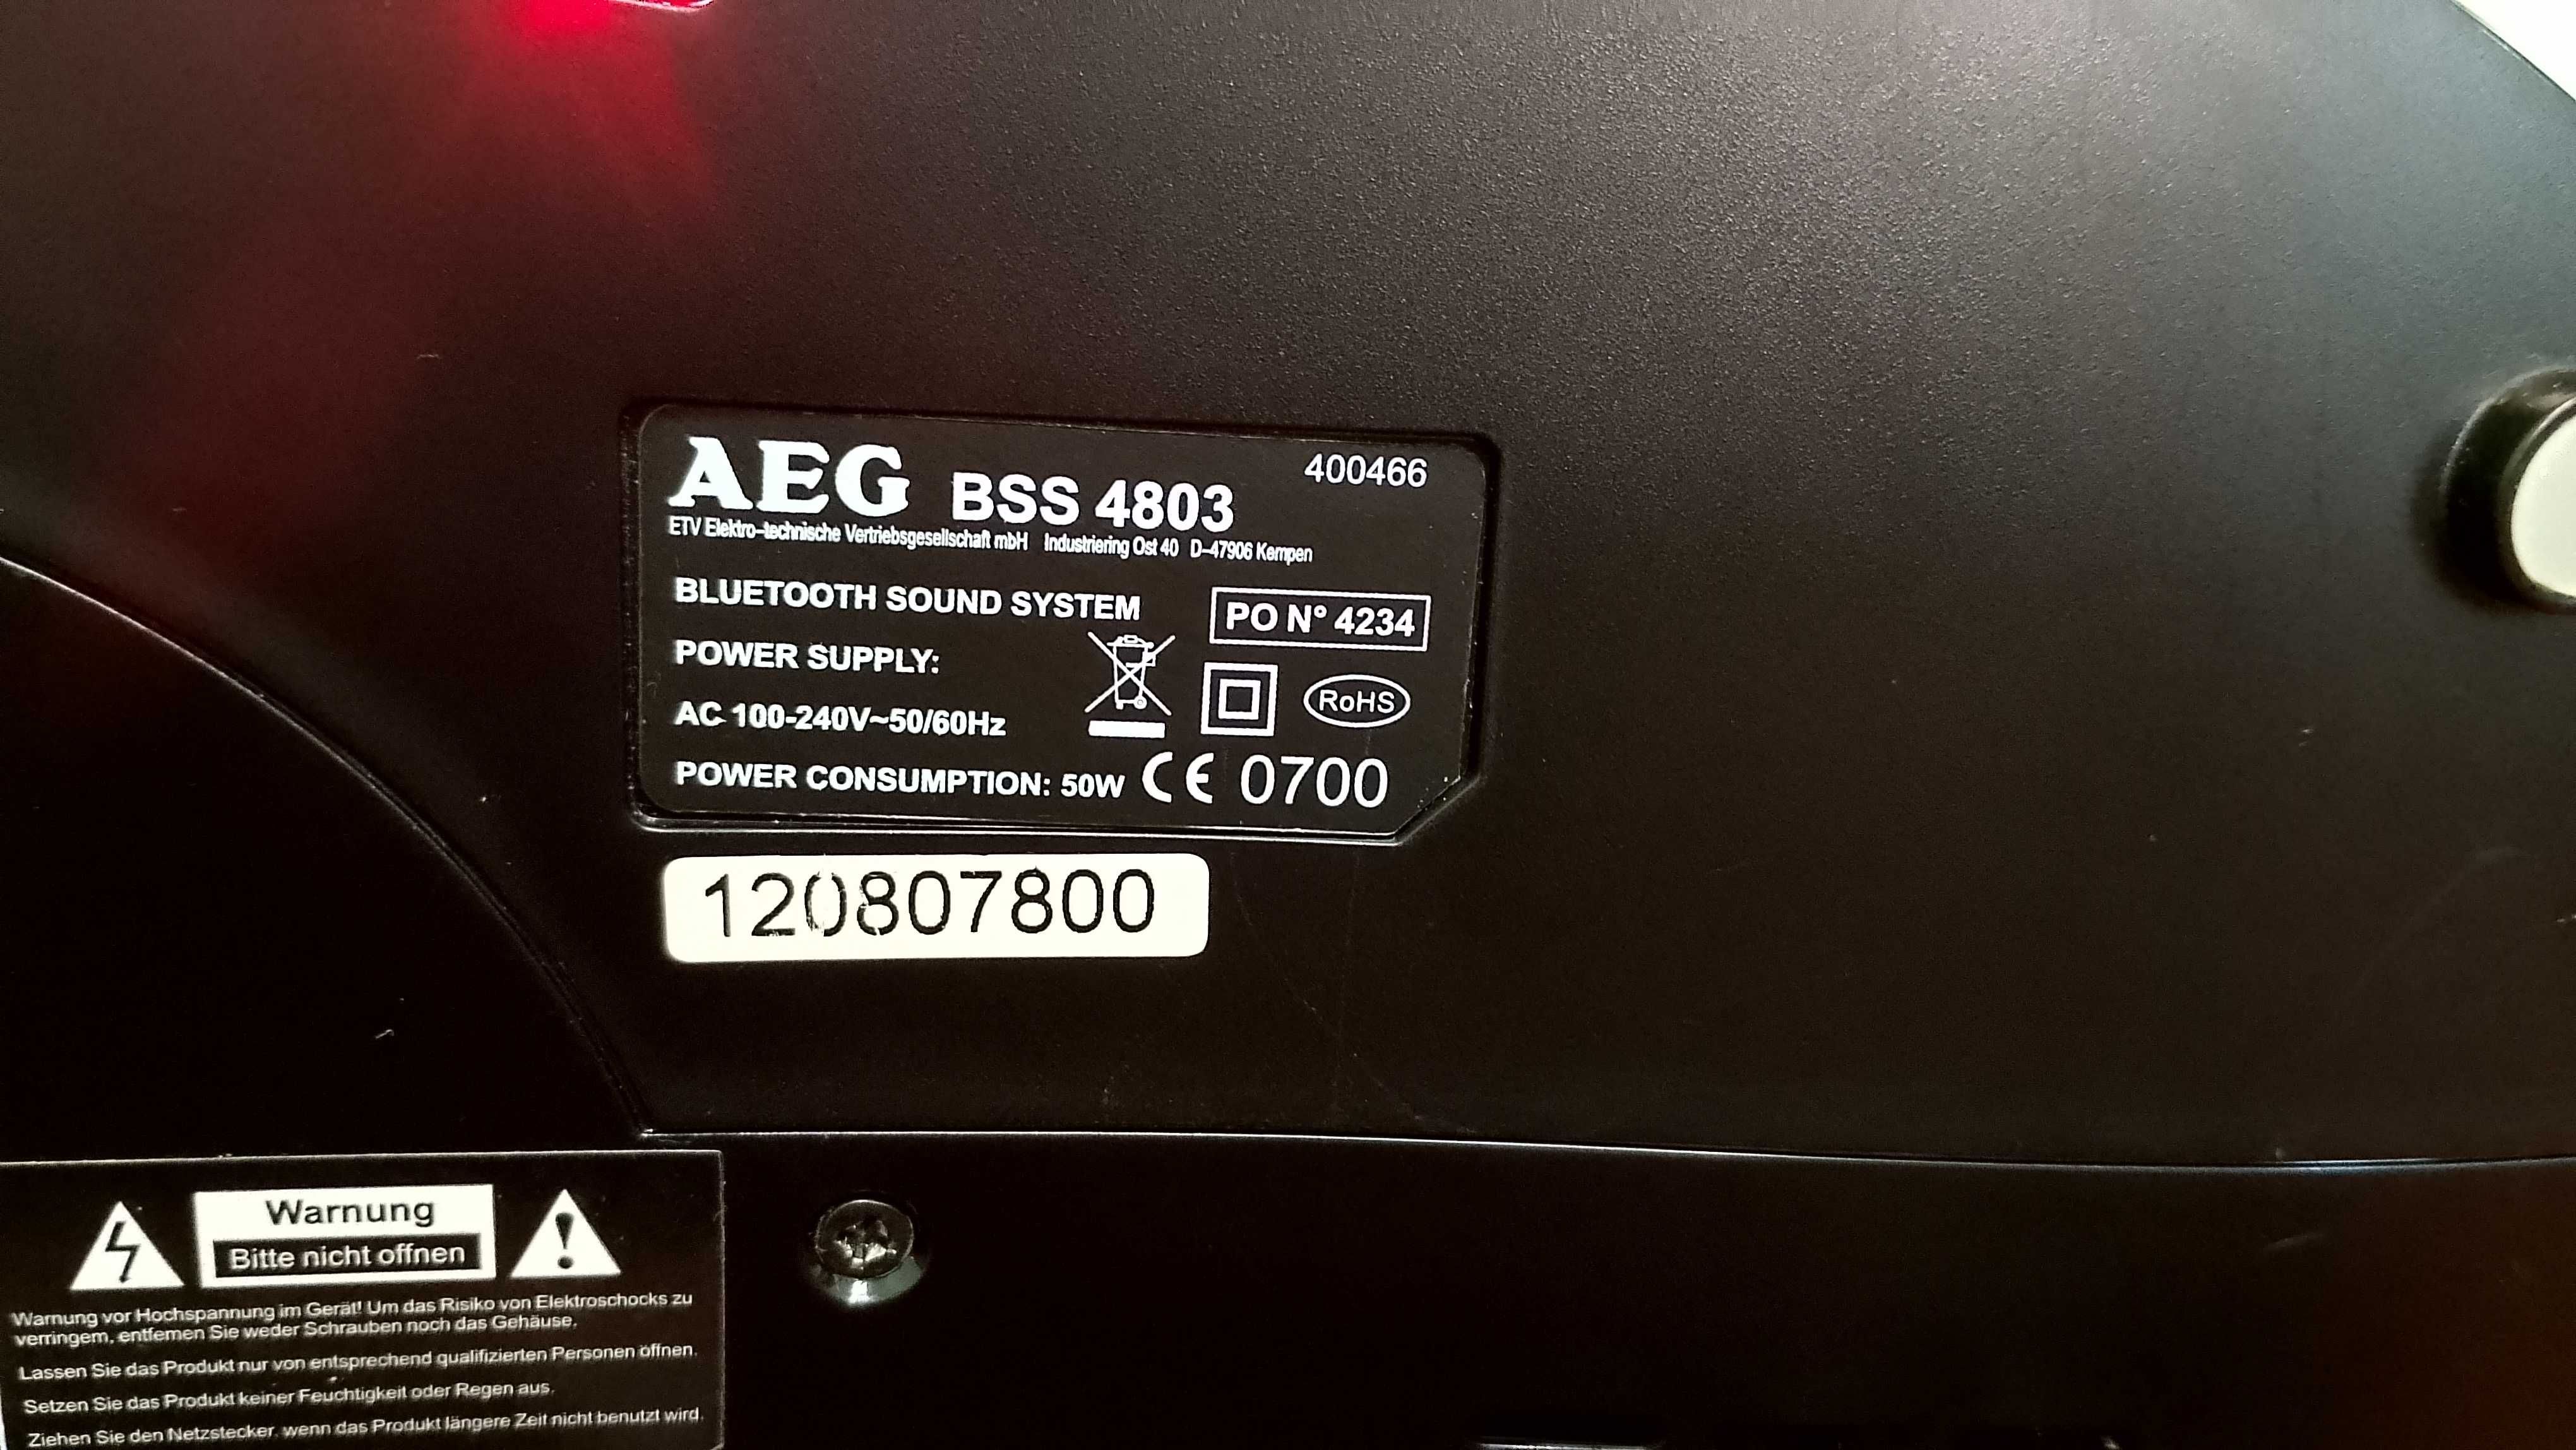 AEG BSS 4803 400466
ETV Elektro-technische Vertriebsgesellschaft mbH Industriering Ost 40 D-47906 Kempen
BLUETOOTH SOUND SYSTEM
PO N° 4234
POWER SUPPLY:
AC 100-240V~50/60Hz
RoHS
POWER CONSUMPTION: 50W CE 0700
120807800
Warnung
Bitte nicht offnen
Warnung vor Hochspannung im Gerät! Um das Risiko von Elektroschocks zu
verringem, entfemen Sie weder Schrauben noch das Gehäuse.
Lassen Sie das Produkt nur von entsprechend qualifizierten Personen öffnen.
Setzen Sie das Produkt keiner Feuchtigkeit oder Regen aus.
Ziehen Sie den Netzstecker, wenn das Produkt längere Zeit nicht benutzt wird.